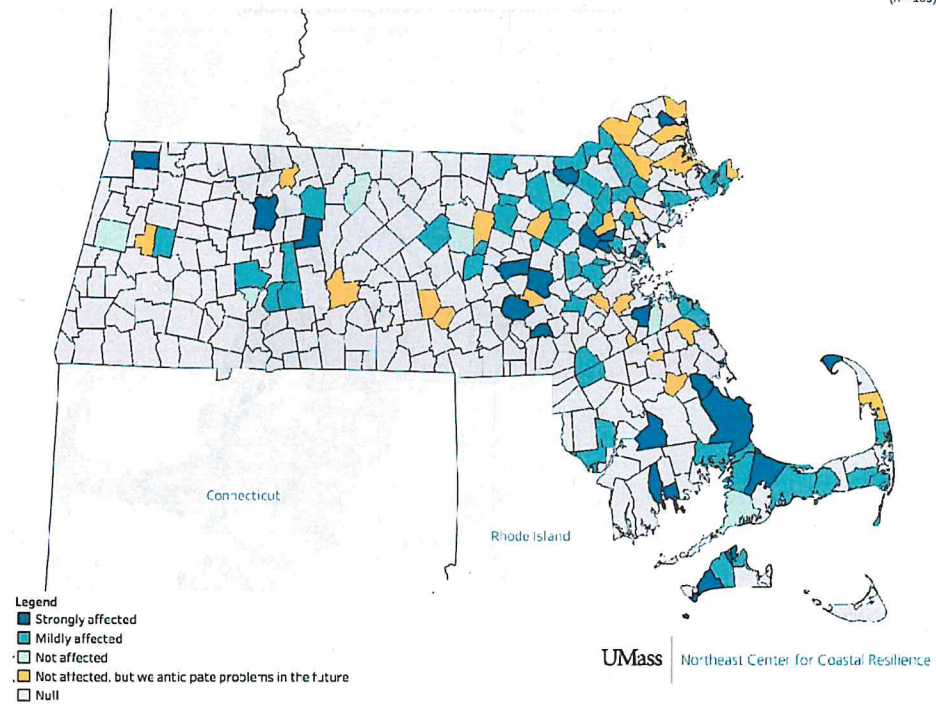 Connecticut
Rhode Island
Legend
Strongly affected
Mildly affected
Not affected
Not affected, but we antic pate problems in the future
Null
UMass
Northeast Center for Coastal Resilience